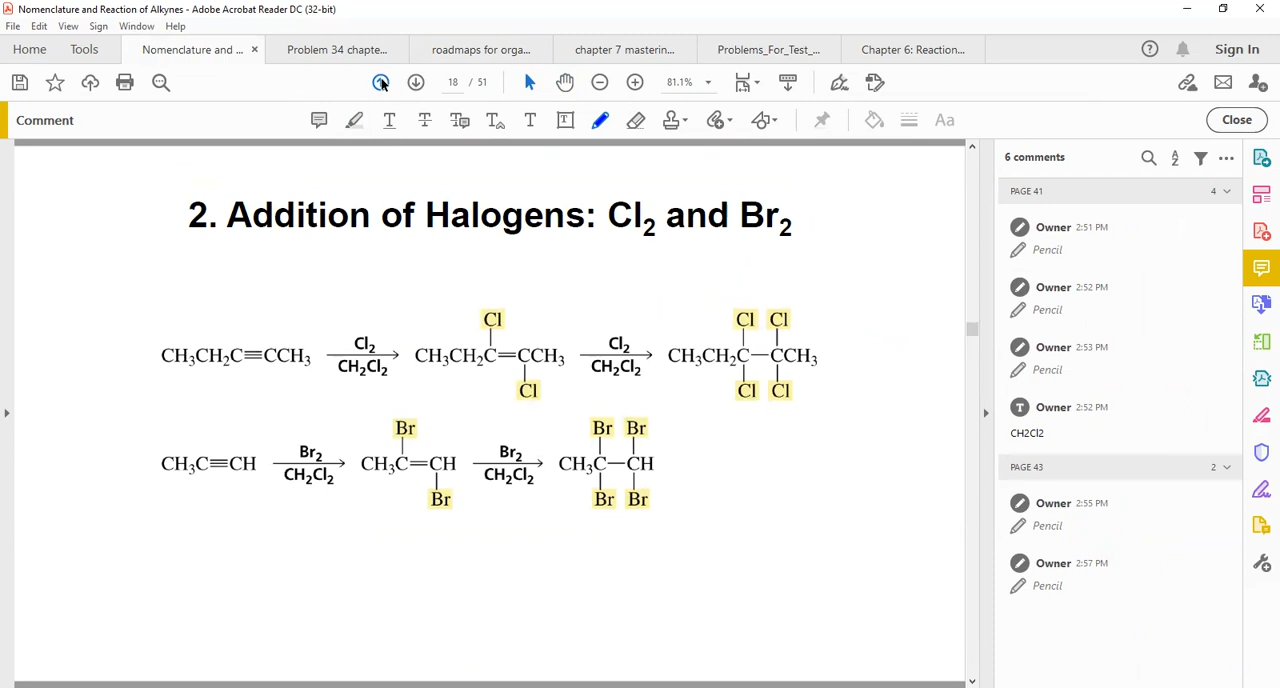 Nomenclature and Reaction of Alkynes - Adobe Acrobat Reader DC (32-bit)
File Edit View Sign Window Help
Home Tools Nomenclature and ... × Problem 34 chapte... roadmaps for orga... chapter 7 masterin... Problems_For_Test_... Chapter 6: Reaction... Sign In
18 / 51 81.1%
Comment Aa Close
6 comments
PAGE 41 4
Owner 2:51 PM
Pencil
Owner 2:52 PM
Pencil
Owner 2:53 PM
Pencil
T Owner 2:52 PM
CH2Cl2
PAGE 43 2
Owner 2:55 PM
Pencil
Owner 2:57 PM
Pencil
2. Addition of Halogens: Cl₂ and Br₂
Cl Cl Cl
CH₃CH₂C≡CCH₃ Cl₂ CH₂Cl₂ CH₃CH₂C=CCH₃ Cl₂ CH₂Cl₂ CH₃CH₂C—CCH₃
Cl Cl Cl
Br Br Br
CH₃C≡CH Br₂ CH₂Cl₂ CH₃C=CH Br₂ CH₂Cl₂ CH₃C—CH
Br Br Br